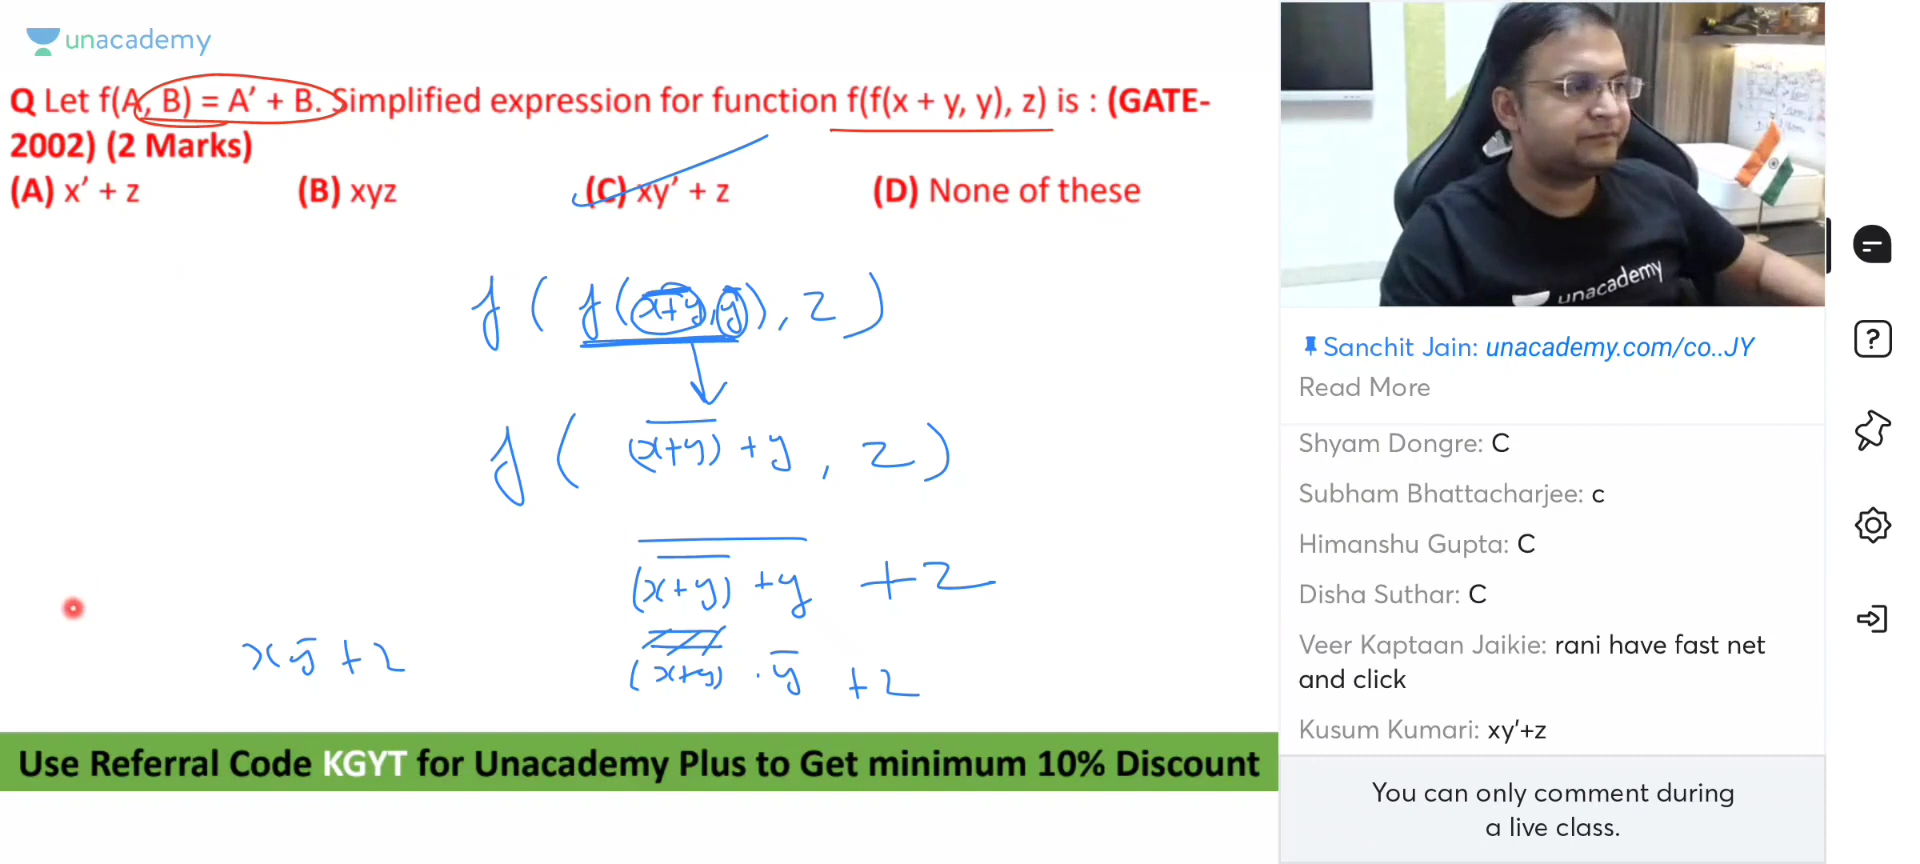 unacademy
Q Let f(A, B) = A′ + B. Simplified expression for function f(f(x + y, y), z) is : (GATE-
2002) (2 Marks)
(A) x′ + z (B) xyz (C) xy′ + z (D) None of these
f ( f (x+y, y), z )
f ( \overline{(x+y)} + y, z )
\overline{\overline{(x+y)} + y} + z
(x+y) . ȳ + z
xȳ + z
Use Referral Code KGYT for Unacademy Plus to Get minimum 10% Discount
unacademy
Sanchit Jain: unacademy.com/co..JY
Read More
Shyam Dongre: C
Subham Bhattacharjee: c
Himanshu Gupta: C
Disha Suthar: C
Veer Kaptaan Jaikie: rani have fast net
and click
Kusum Kumari: xy′+z
You can only comment during
a live class.
?